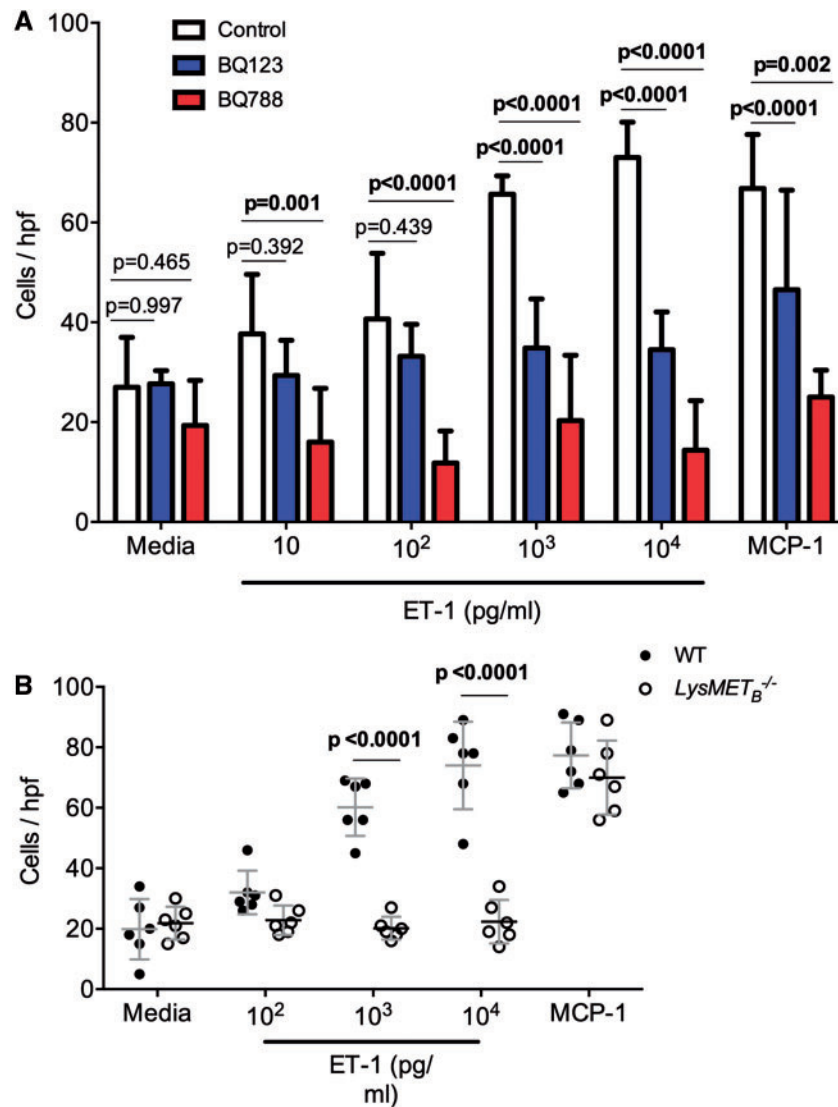 A
Control
BQ123
BQ788
100
80
60
40
20
0
Cells / hpf
p=0.465
p=0.997
p=0.001
p=0.392
p<0.0001
p=0.439
p<0.0001
p<0.0001
p<0.0001
p<0.0001
p=0.002
p<0.0001
Media 10 10² 10³ 10⁴ MCP-1
ET-1 (pg/ml)
B
WT
LysMET_B^-/-
p <0.0001
p <0.0001
100
80
60
40
20
0
Cells / hpf
Media 10² 10³ 10⁴ MCP-1
ET-1 (pg/
ml)